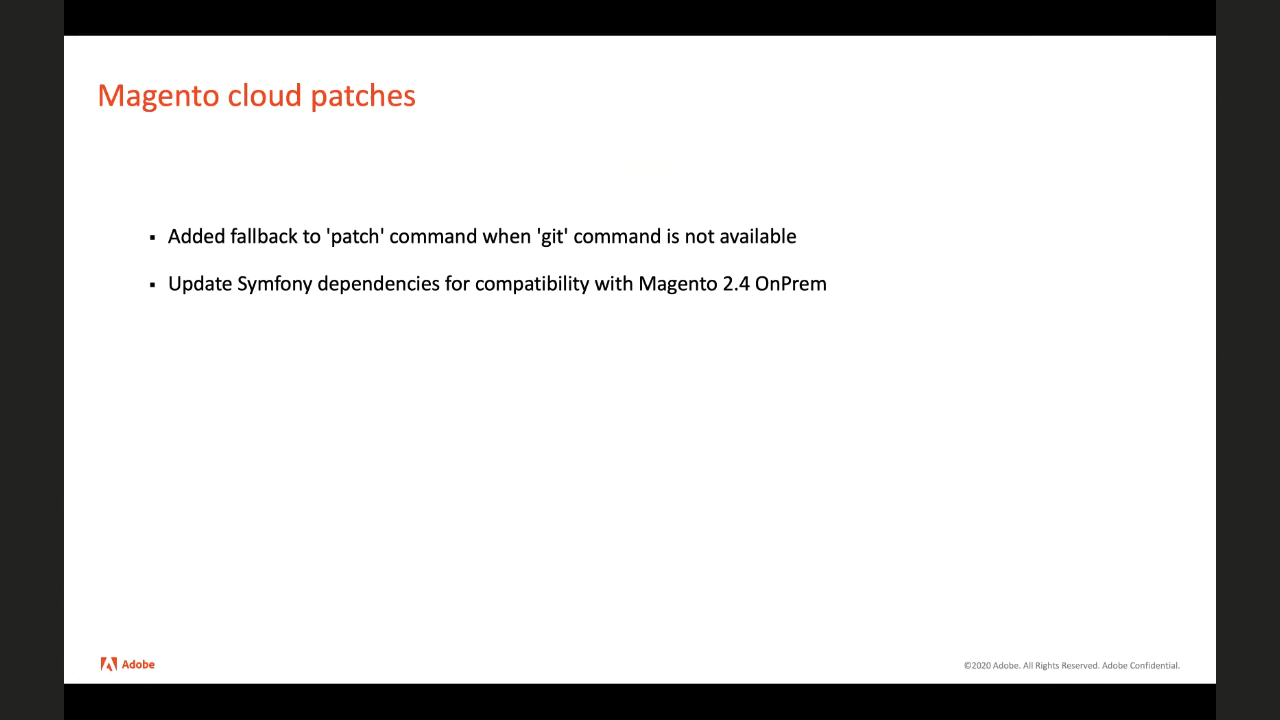 Magento cloud patches
▪ Added fallback to 'patch' command when 'git' command is not available
▪ Update Symfony dependencies for compatibility with Magento 2.4 OnPrem
Adobe
©2020 Adobe. All Rights Reserved. Adobe Confidential.